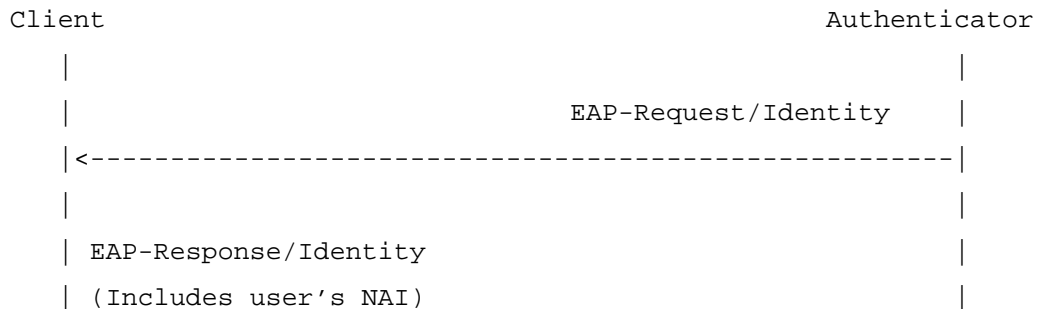 Client Authenticator
| |
| EAP-Request/Identity |
|<------------------------------------------------------|
| |
| EAP-Response/Identity |
| (Includes user's NAI) |